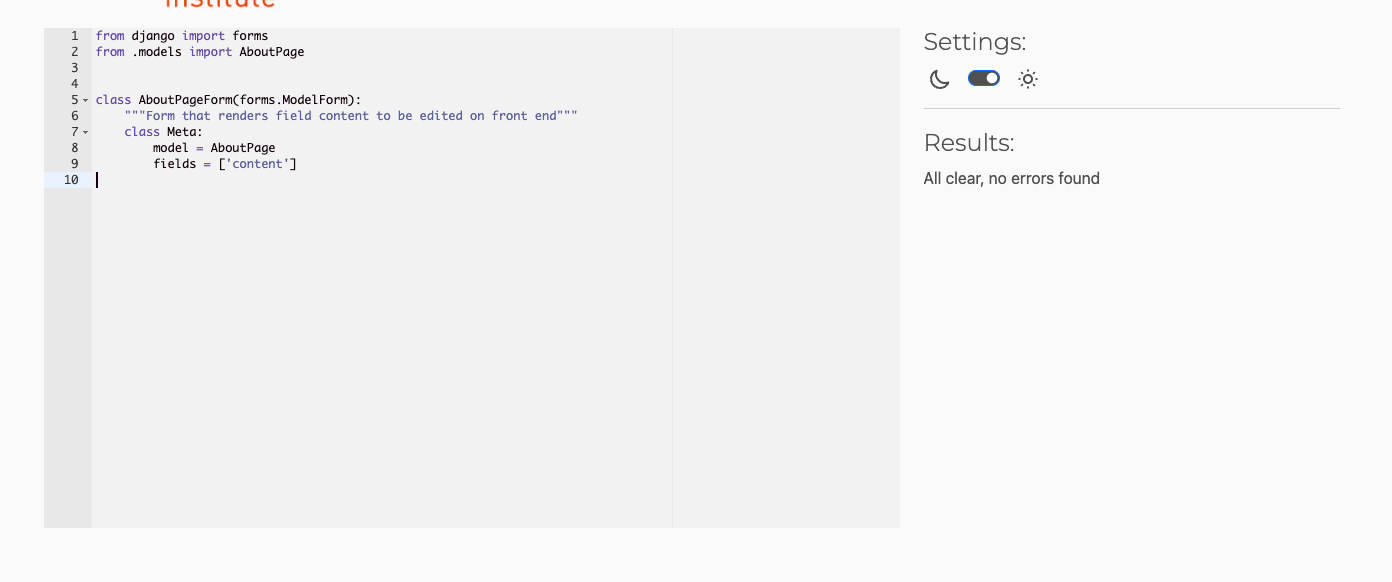 institute
1 from django import forms
2 from .models import AboutPage
3
4
5 class AboutPageForm(forms.ModelForm):
6     """Form that renders field content to be edited on front end"""
7     class Meta:
8         model = AboutPage
9         fields = ['content']
10
Settings:
Results:
All clear, no errors found